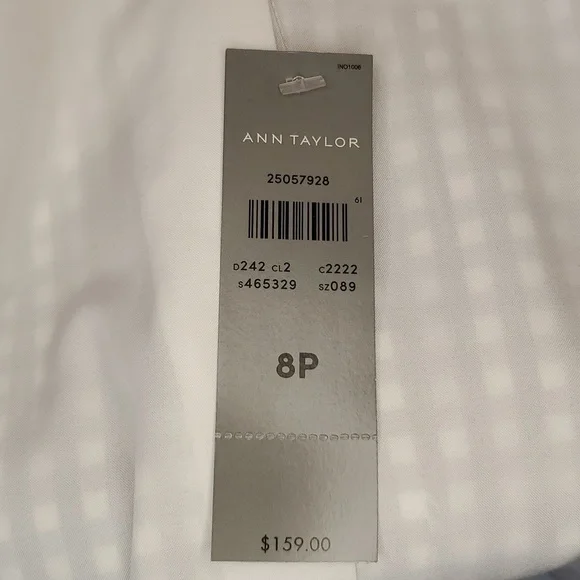 INO1008
ANN TAYLOR
25057928
61
D242 CL2 C2222
S465329 SZ089
8P
$159.00